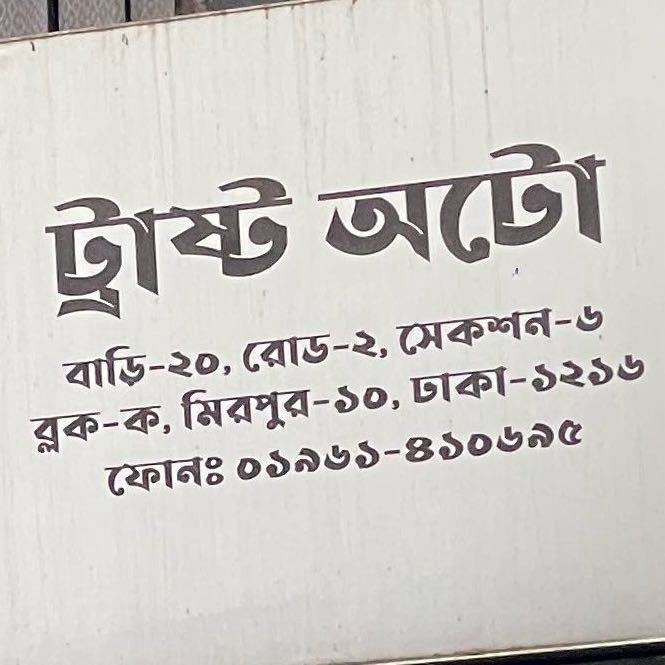 ট্রাষ্ট অটো
বাড়ি-২০, রোড-২, সেকশন-৬
ব্লক-ক, মিরপুর-১০, ঢাকা-১২১৬
ফোনঃ ০১৯৬১-৪১০৬৯৫